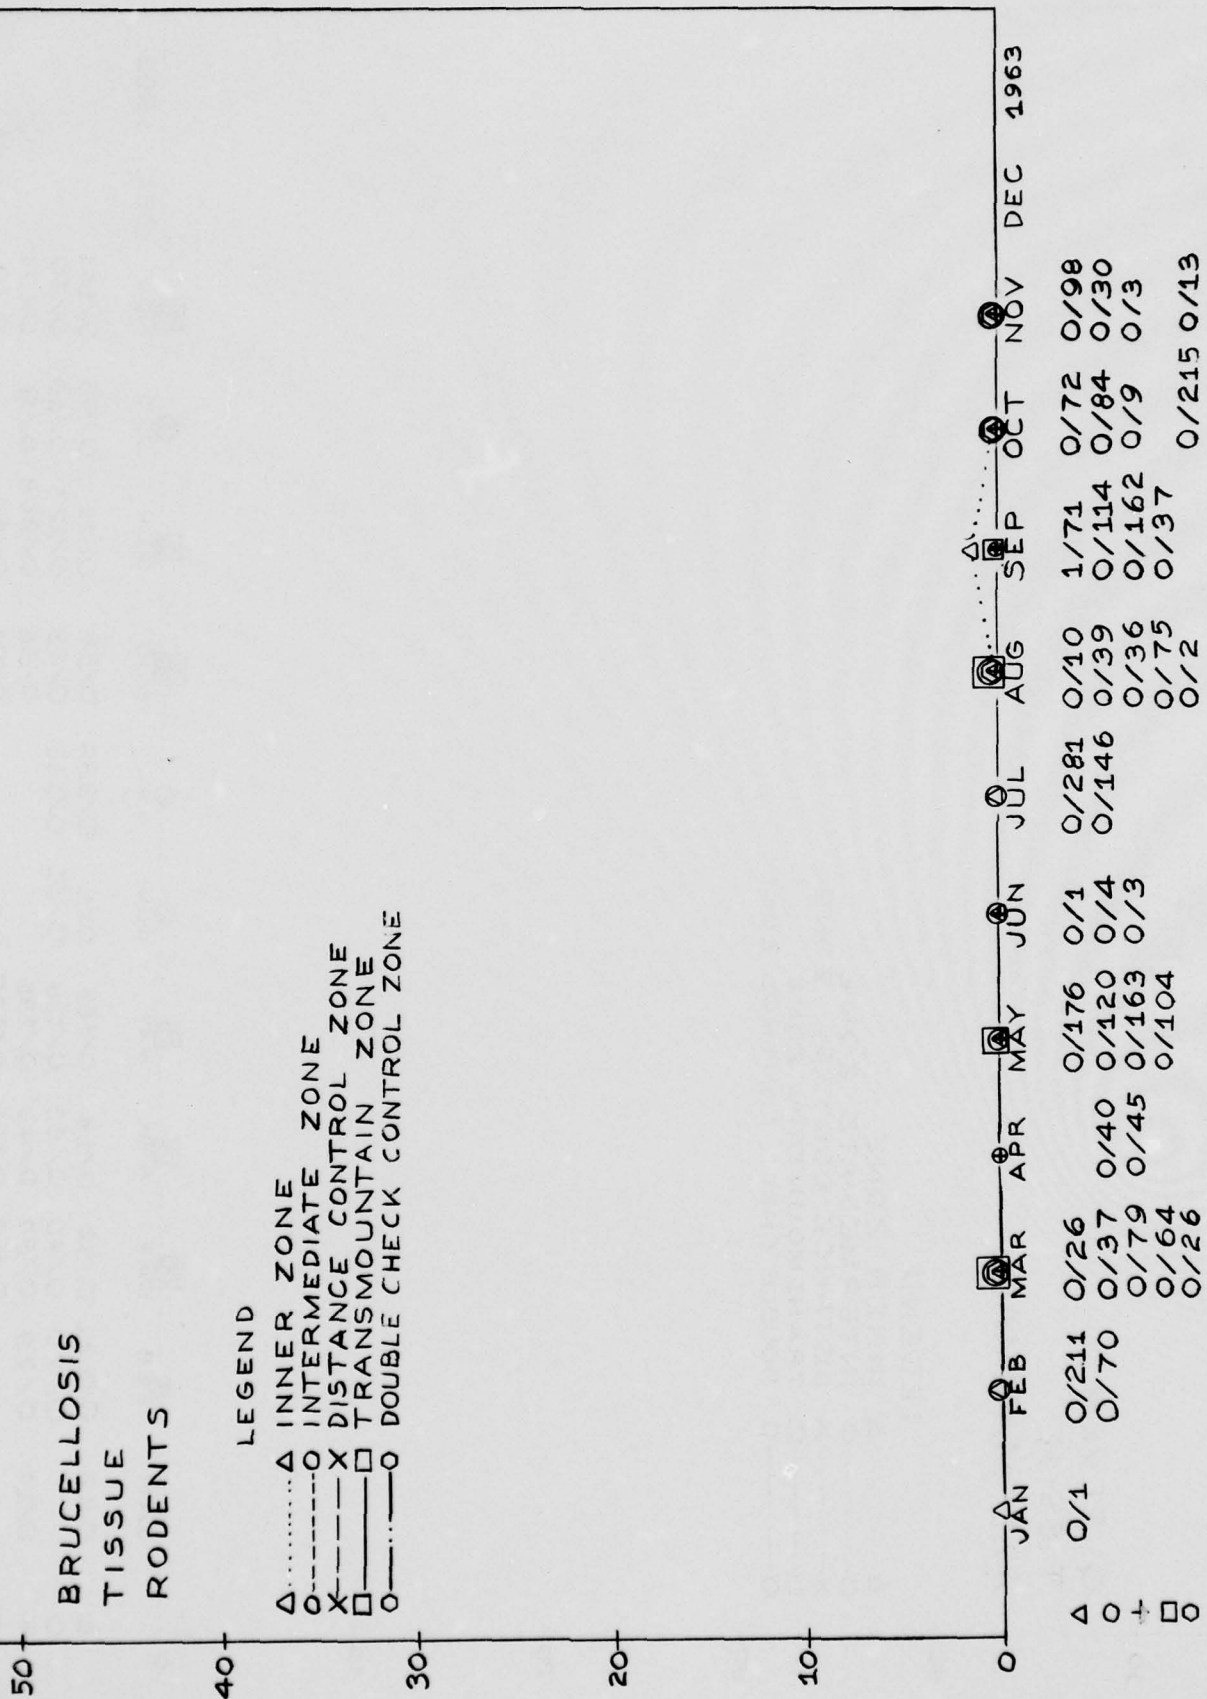 BRUCELLOSIS
TISSUE
RODENTS
LEGEND
INNER ZONE
INTERMEDIATE ZONE
DISTANCE CONTROL ZONE
TRANSMOUNTAIN ZONE
DOUBLE CHECK CONTROL ZONE
50
40
30
20
10
0
JAN FEB MAR APR MAY JUN JUL AUG SEP OCT NOV DEC 1963
0/1 0/211 0/26 0/176 0/1 0/281 0/10 1/71 0/72 0/98
0/70 0/37 0/40 0/120 0/4 0/146 0/39 0/114 0/84 0/30
0/79 0/45 0/163 0/3 0/36 0/162 0/9 0/3
0/64 0/104 0/75 0/37
0/26 0/2 0/215 0/13